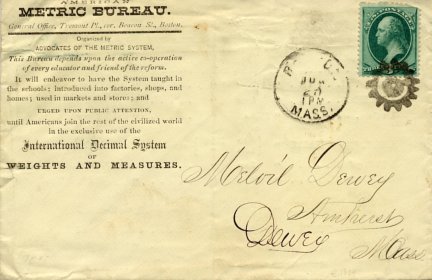 AMERICAN
METRIC BUREAU.
General Office, Tremont Pl., cor. Beacon St., Boston.
Organized by
ADVOCATES OF THE METRIC SYSTEM,
This Bureau depends upon the active co-operation
of every educator and friend of the reform.
It will endeavor to have the System taught in
the schools; introduced into factories, shops, and
homes; used in markets and stores; and
URGED UPON PUBLIC ATTENTION,
until Americans join the rest of the civilized world
in the exclusive use of the
International Decimal System
OF
WEIGHTS AND MEASURES.
1PM
MASS.
Melvil Dewey
Amherst
Dewey Mass